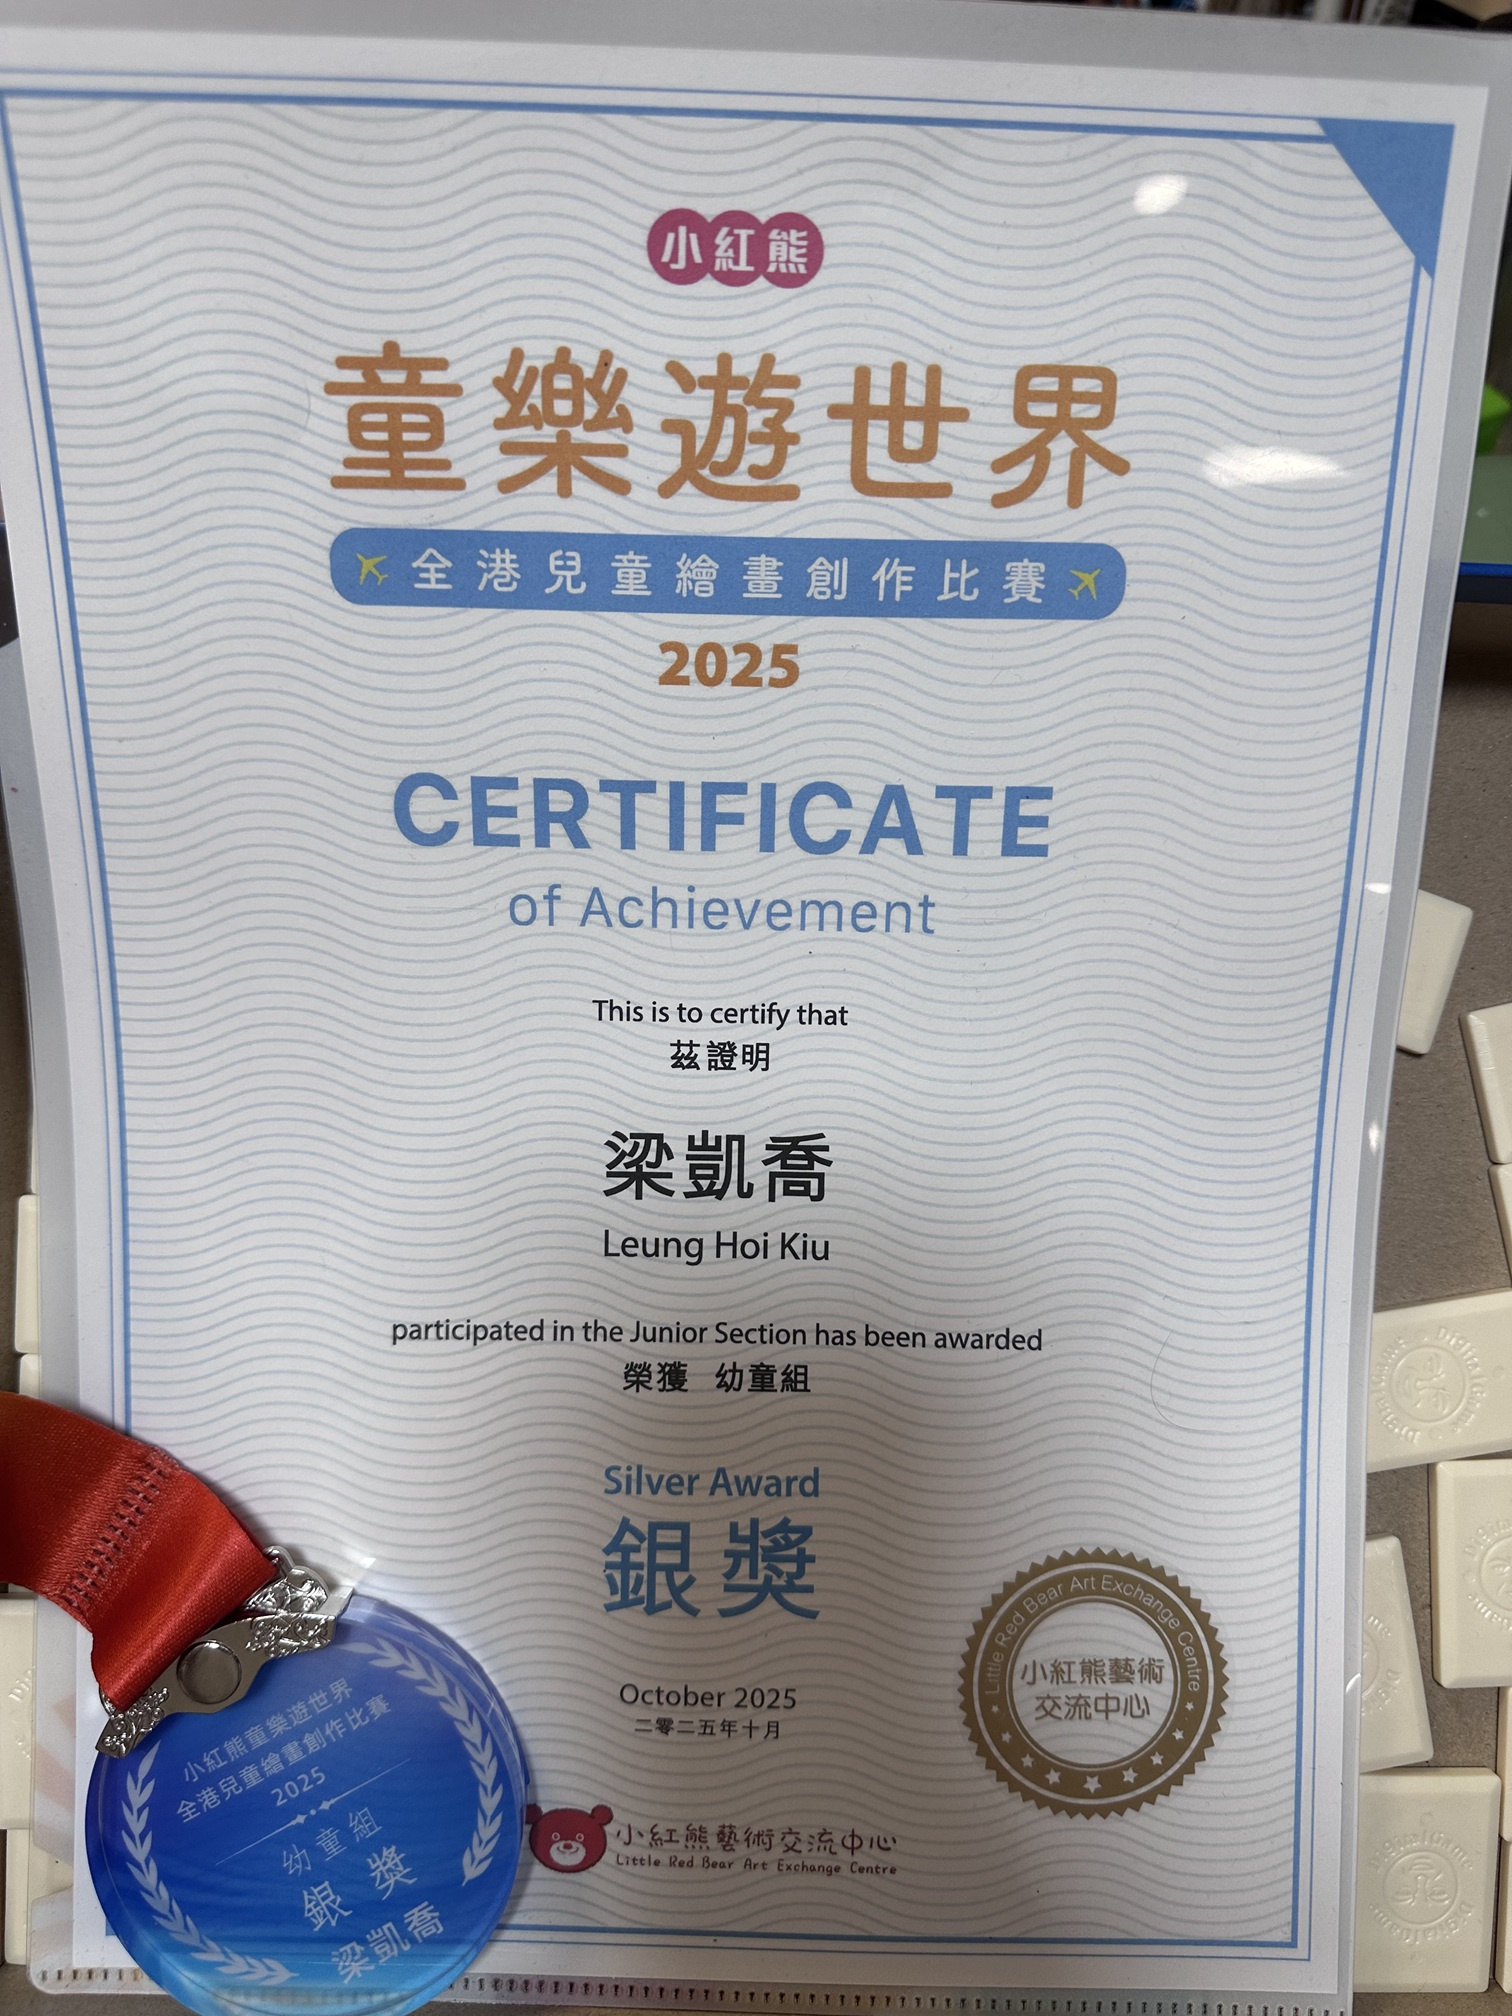 小紅熊
童樂遊世界
全港兒童繪畫創作比賽
2025
CERTIFICATE
of Achievement
This is to certify that
茲證明
梁凱喬
Leung Hoi Kiu
participated in the Junior Section has been awarded
榮獲 幼童組
Silver Award
銀獎
October 2025
二零二五年十月
Little Red Bear Art Exchange Centre
小紅熊藝術
交流中心
小紅熊藝術交流中心
Little Red Bear Art Exchange Centre
小紅熊童樂遊世界
全港兒童繪畫創作比賽
2025
幼童組
銀獎
梁凱喬